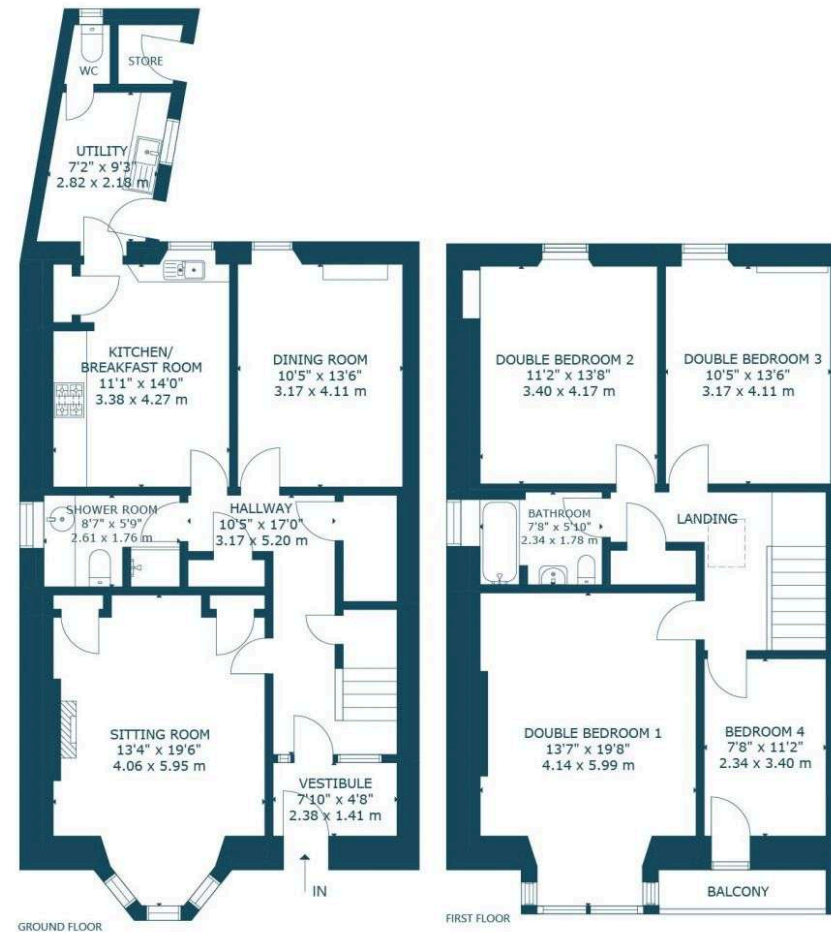 WC
STORE
UTILITY
7'2" x 9'3"
2.82 x 2.18 m
KITCHEN/
BREAKFAST ROOM
11'1" x 14'0"
3.38 x 4.27 m
DINING ROOM
10'5" x 13'6"
3.17 x 4.11 m
SHOWER ROOM
8'7" x 5'9"
2.61 x 1.76 m
HALLWAY
10'5" x 17'0"
3.17 x 5.20 m
SITTING ROOM
13'4" x 19'6"
4.06 x 5.95 m
VESTIBULE
7'10" x 4'8"
2.38 x 1.41 m
IN
GROUND FLOOR
DOUBLE BEDROOM 2
11'2" x 13'8"
3.40 x 4.17 m
DOUBLE BEDROOM 3
10'5" x 13'6"
3.17 x 4.11 m
BATHROOM
7'8" x 5'10"
2.34 x 1.78 m
LANDING
DOUBLE BEDROOM 1
13'7" x 19'8"
4.14 x 5.99 m
BEDROOM 4
7'8" x 11'2"
2.34 x 3.40 m
BALCONY
FIRST FLOOR